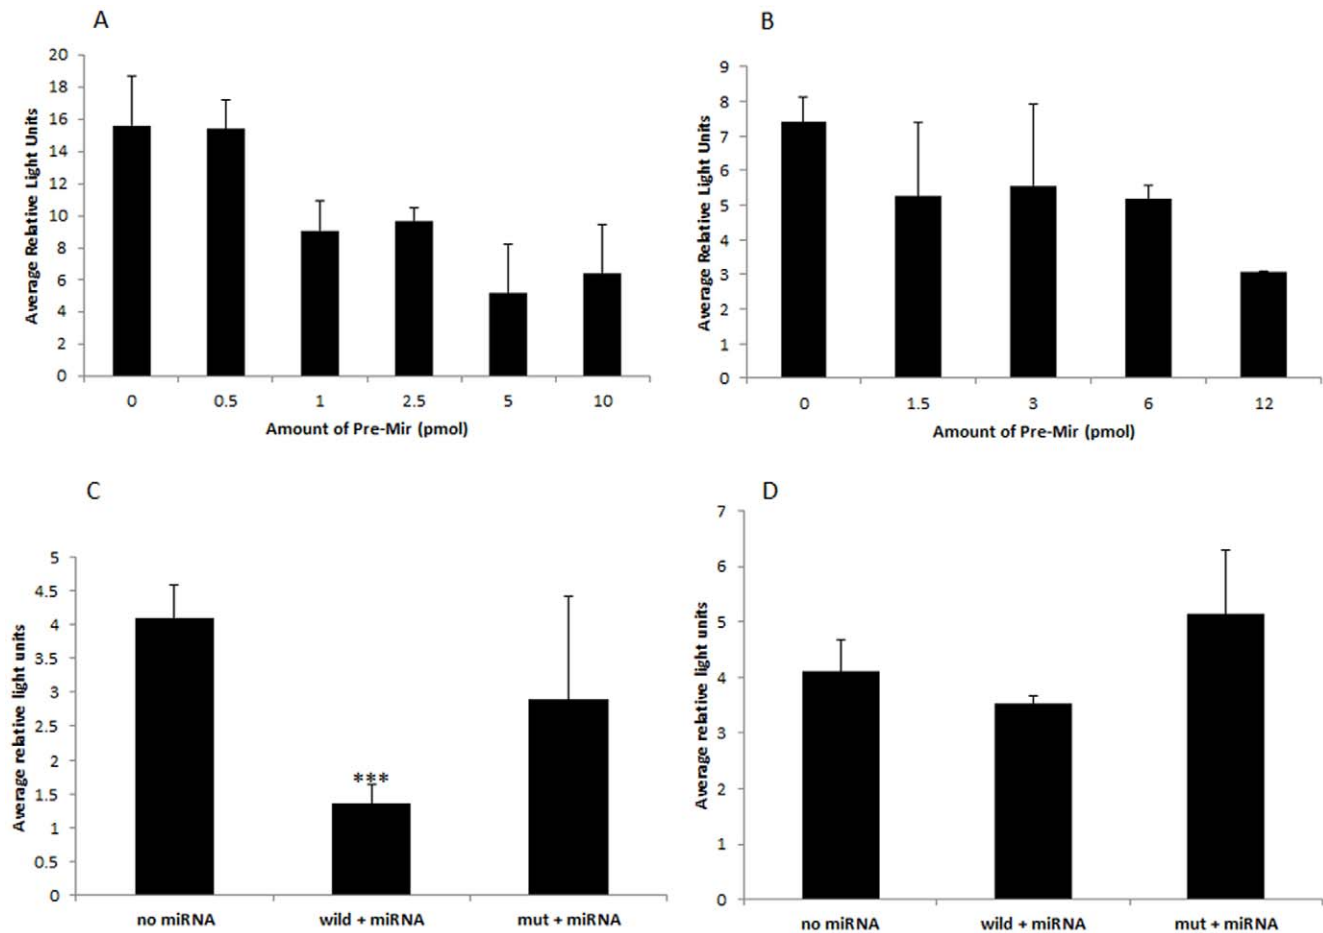 A
Average Relative Light Units
20
18
16
14
12
10
8
6
4
2
0
0 0.5 1 2.5 5 10
Amount of Pre-Mir (pmol)
B
Average Relative Light Units
9
8
7
6
5
4
3
2
1
0
0 1.5 3 6 12
Amount of Pre-Mir (pmol)
C
Average relative light units
5
4.5
4
3.5
3
2.5
2
1.5
1
0.5
0
***
no miRNA wild + miRNA mut + miRNA
D
Average relative light units
7
6
5
4
3
2
1
0
no miRNA wild + miRNA mut + miRNA